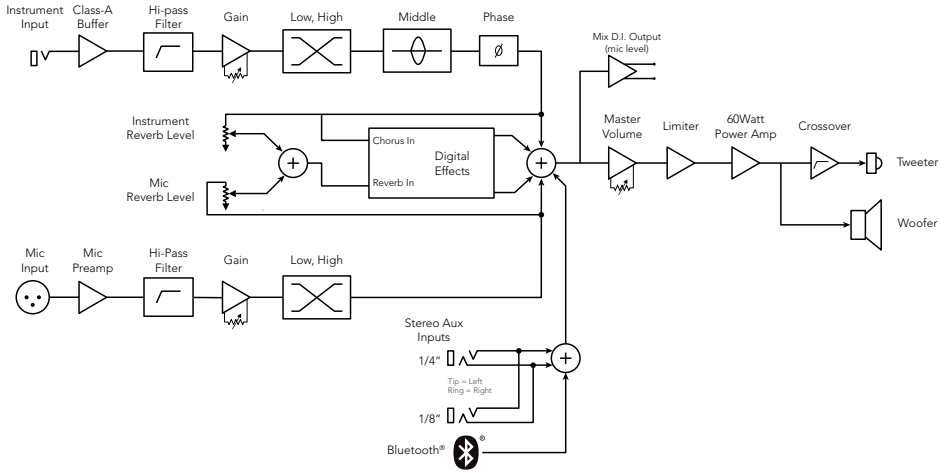 Instrument
Input
Class-A
Buffer
Hi-pass
Filter
Gain
Low, High
Middle
Phase
ø
Mix D.I. Output
(mic level)
Instrument
Reverb Level
Mic
Reverb Level
+
Chorus In
Reverb In
Digital
Effects
+
Master
Volume
Limiter
60Watt
Power Amp
Crossover
Tweeter
Woofer
Mic
Input
Mic
Preamp
Hi-Pass
Filter
Gain
Low, High
Stereo Aux
Inputs
1/4”
Tip = Left
Ring = Right
1/8”
+
Bluetooth®
®